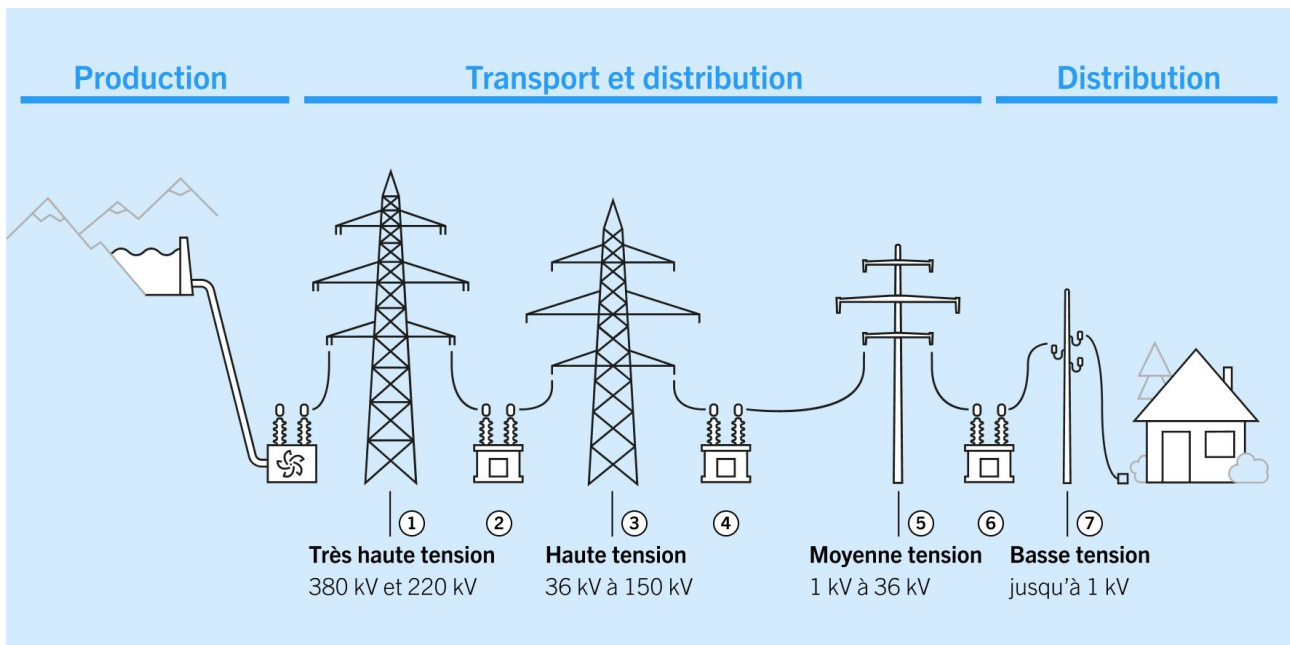 Production
Transport et distribution
Distribution
1
2
3
4
5
6
7
Très haute tension
380 kV et 220 kV
Haute tension
36 kV à 150 kV
Moyenne tension
1 kV à 36 kV
Basse tension
jusqu'à 1 kV